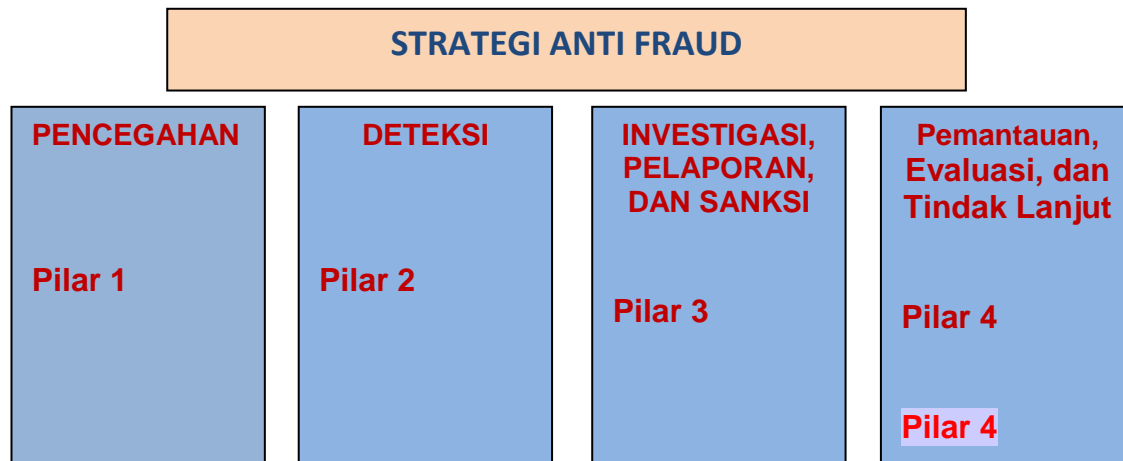 STRATEGI ANTI FRAUD
PENCEGAHAN
Pilar 1
DETEKSI
Pilar 2
INVESTIGASI,
PELAPORAN,
DAN SANKSI
Pilar 3
Pemantauan,
Evaluasi, dan
Tindak Lanjut
Pilar 4
Pilar 4